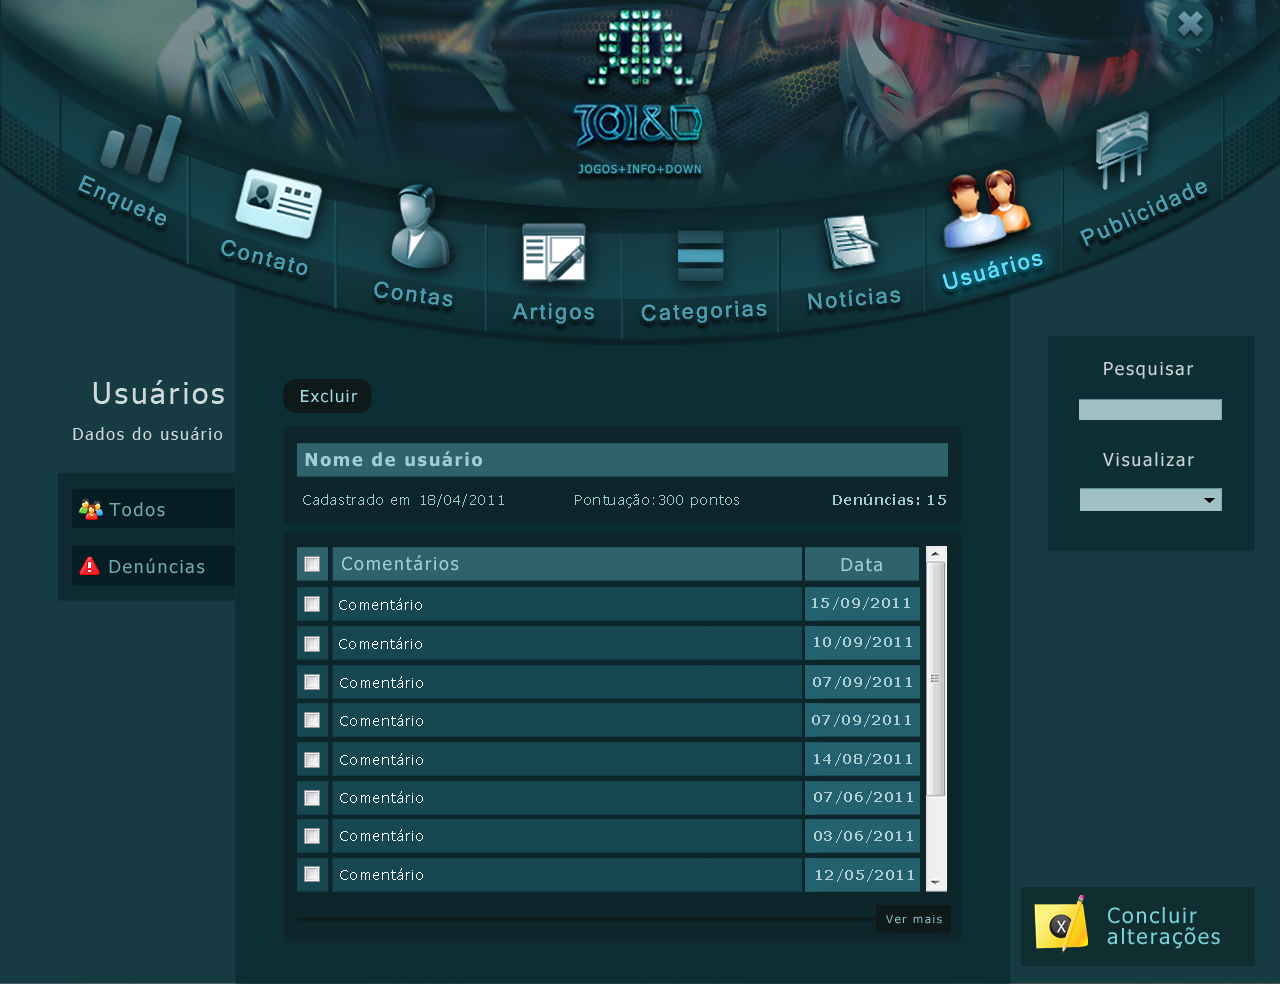 JOI&D
JOGOS+INFO+DOWN
Enquete
Contato
Contas
Artigos
Categorias
Notícias
Usuários
Publicidade
Usuários
Dados do usuário
Todos
Denúncias
Excluir
Nome de usuário
Cadastrado em 18/04/2011 Pontuação:300 pontos Denúncias: 15
Comentários Data
Comentário 15/09/2011
Comentário 10/09/2011
Comentário 07/09/2011
Comentário 07/09/2011
Comentário 14/08/2011
Comentário 07/06/2011
Comentário 03/06/2011
Comentário 12/05/2011
Ver mais
Pesquisar
Visualizar
X
Concluir
alterações